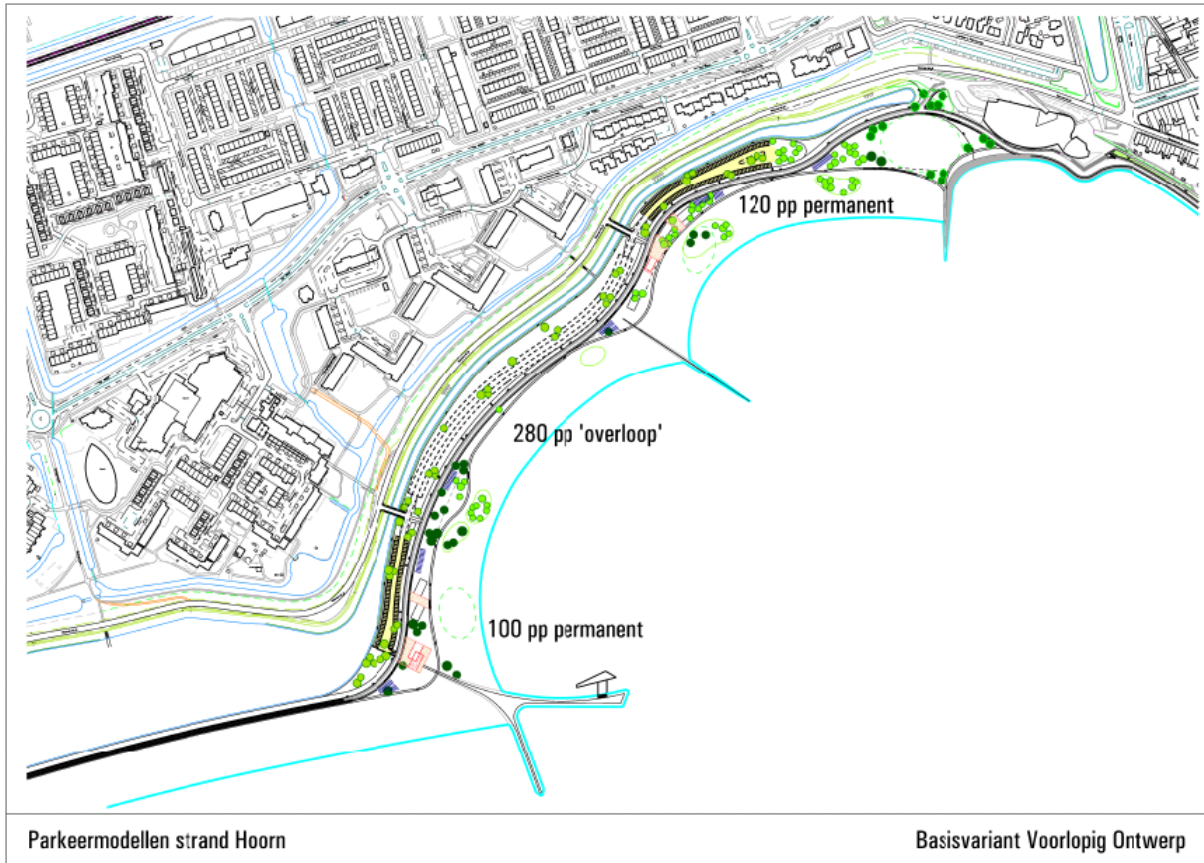 120 pp permanent
280 pp 'overloop'
100 pp permanent
Parkeermodellen strand Hoorn
Basisvariant Voorlopig Ontwerp